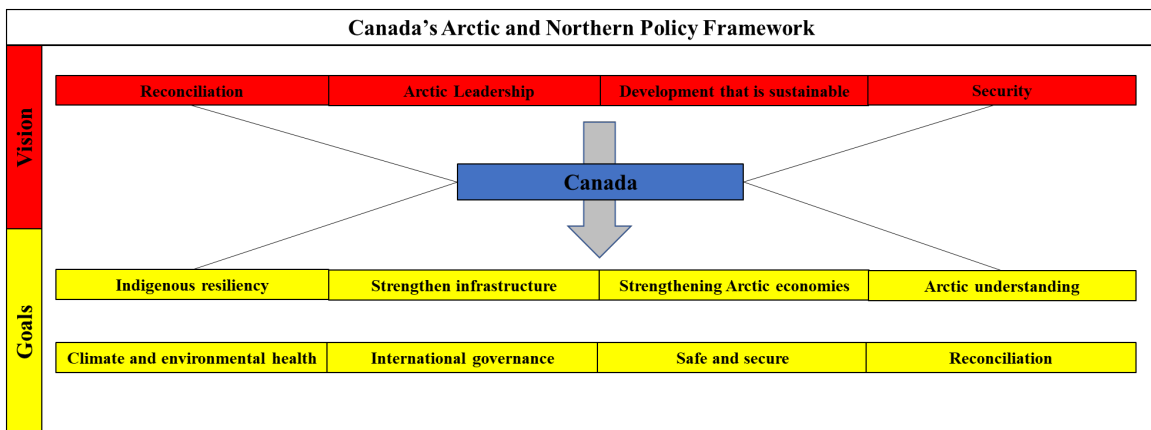 Canada's Arctic and Northern Policy Framework
Vision
Reconciliation
Arctic Leadership
Development that is sustainable
Security
Canada
Goals
Indigenous resiliency
Strengthen infrastructure
Strengthening Arctic economies
Arctic understanding
Climate and environmental health
International governance
Safe and secure
Reconciliation